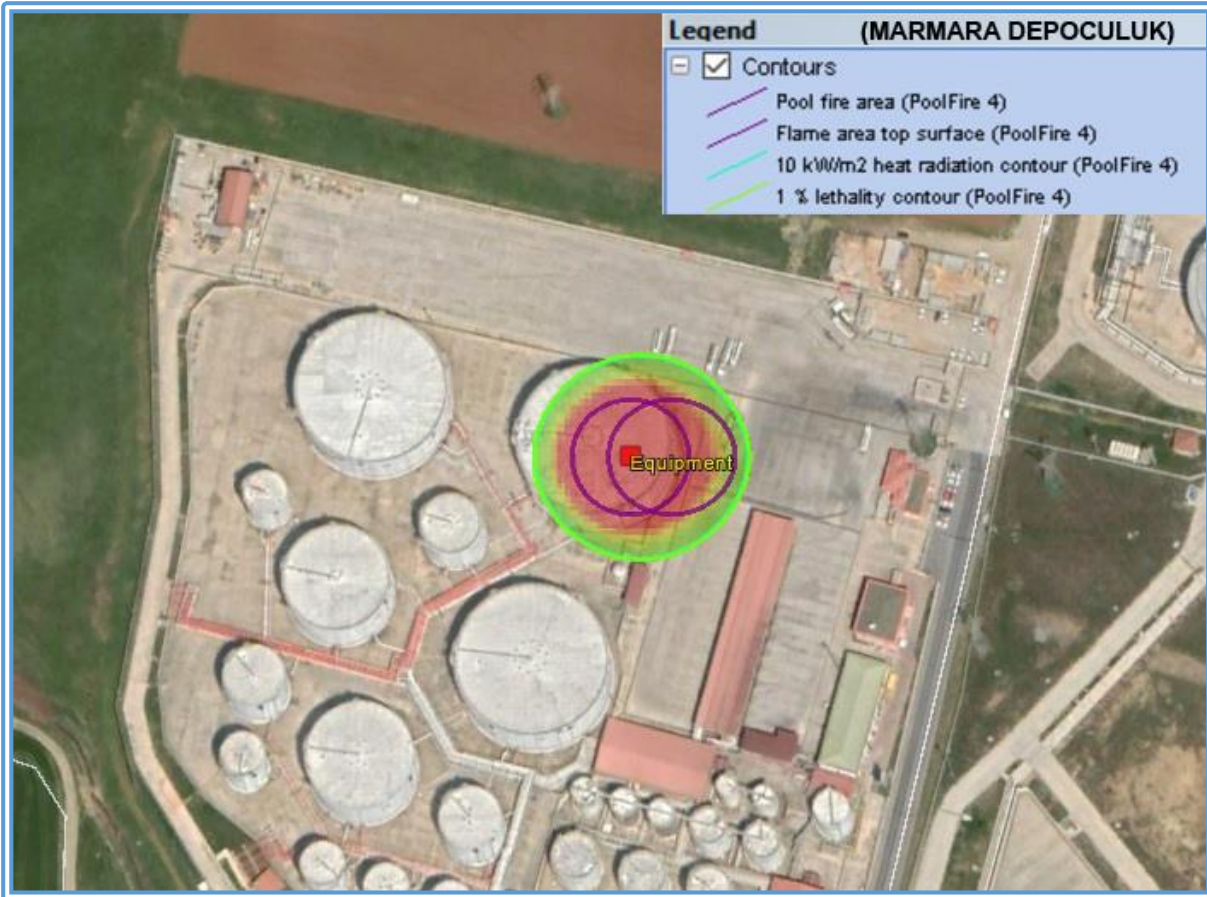 Legend (MARMARA DEPOCULUK)
Contours
Pool fire area (PoolFire 4)
Flame area top surface (PoolFire 4)
10 kW/m2 heat radiation contour (PoolFire 4)
1 % lethality contour (PoolFire 4)
Equipment